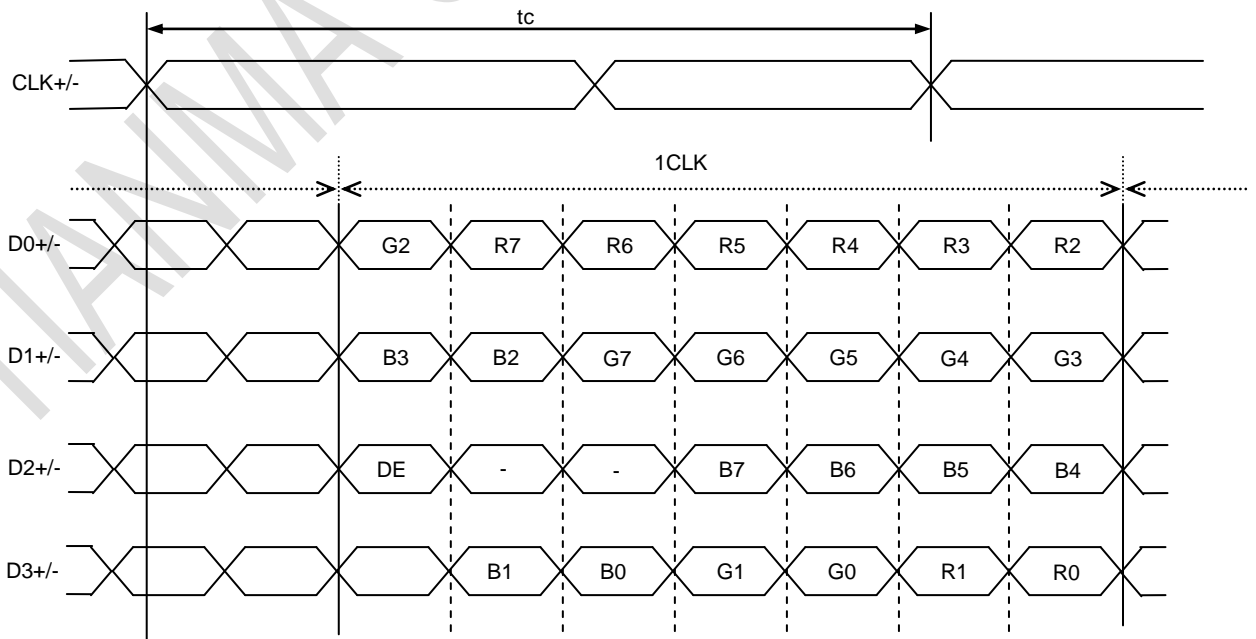 tc
CLK+/-
1CLK
D0+/- G2 R7 R6 R5 R4 R3 R2
D1+/- B3 B2 G7 G6 G5 G4 G3
D2+/- DE - - B7 B6 B5 B4
D3+/- B1 B0 G1 G0 R1 R0
TIANMA